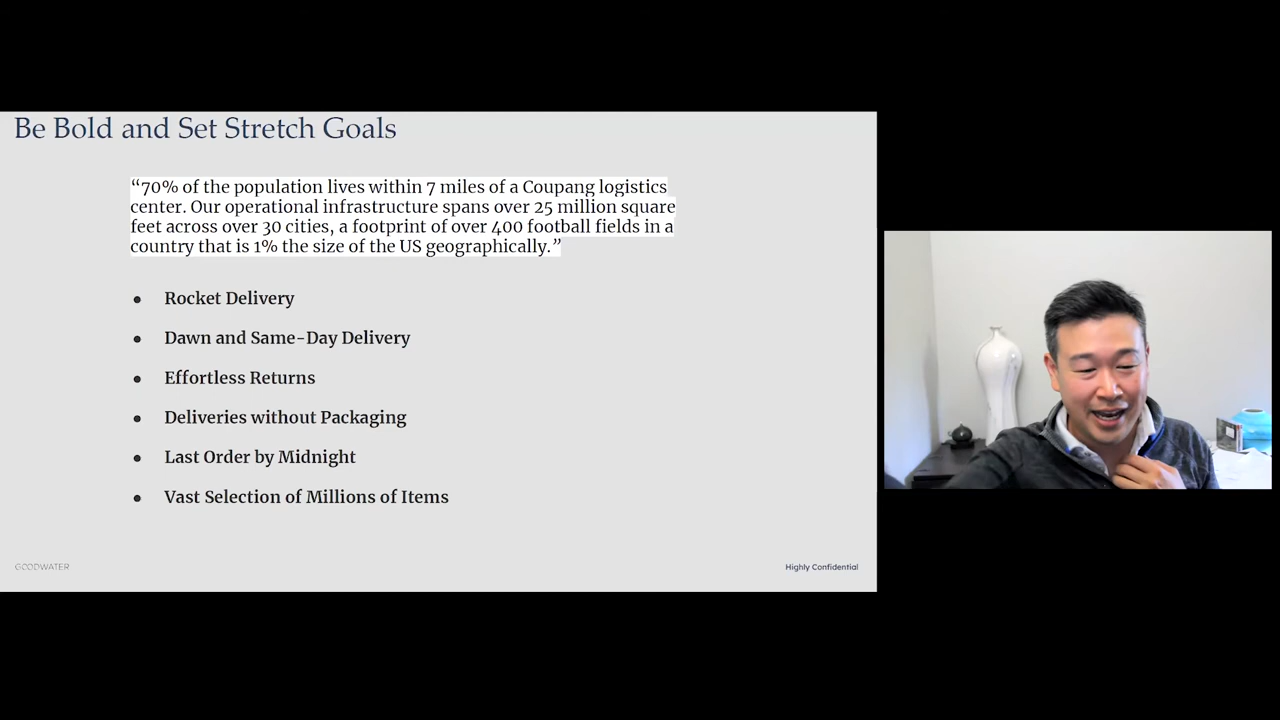 Be Bold and Set Stretch Goals
“70% of the population lives within 7 miles of a Coupang logistics
center. Our operational infrastructure spans over 25 million square
feet across over 30 cities, a footprint of over 400 football fields in a
country that is 1% the size of the US geographically.”
● Rocket Delivery
● Dawn and Same-Day Delivery
● Effortless Returns
● Deliveries without Packaging
● Last Order by Midnight
● Vast Selection of Millions of Items
GOODWATER
Highly Confidential